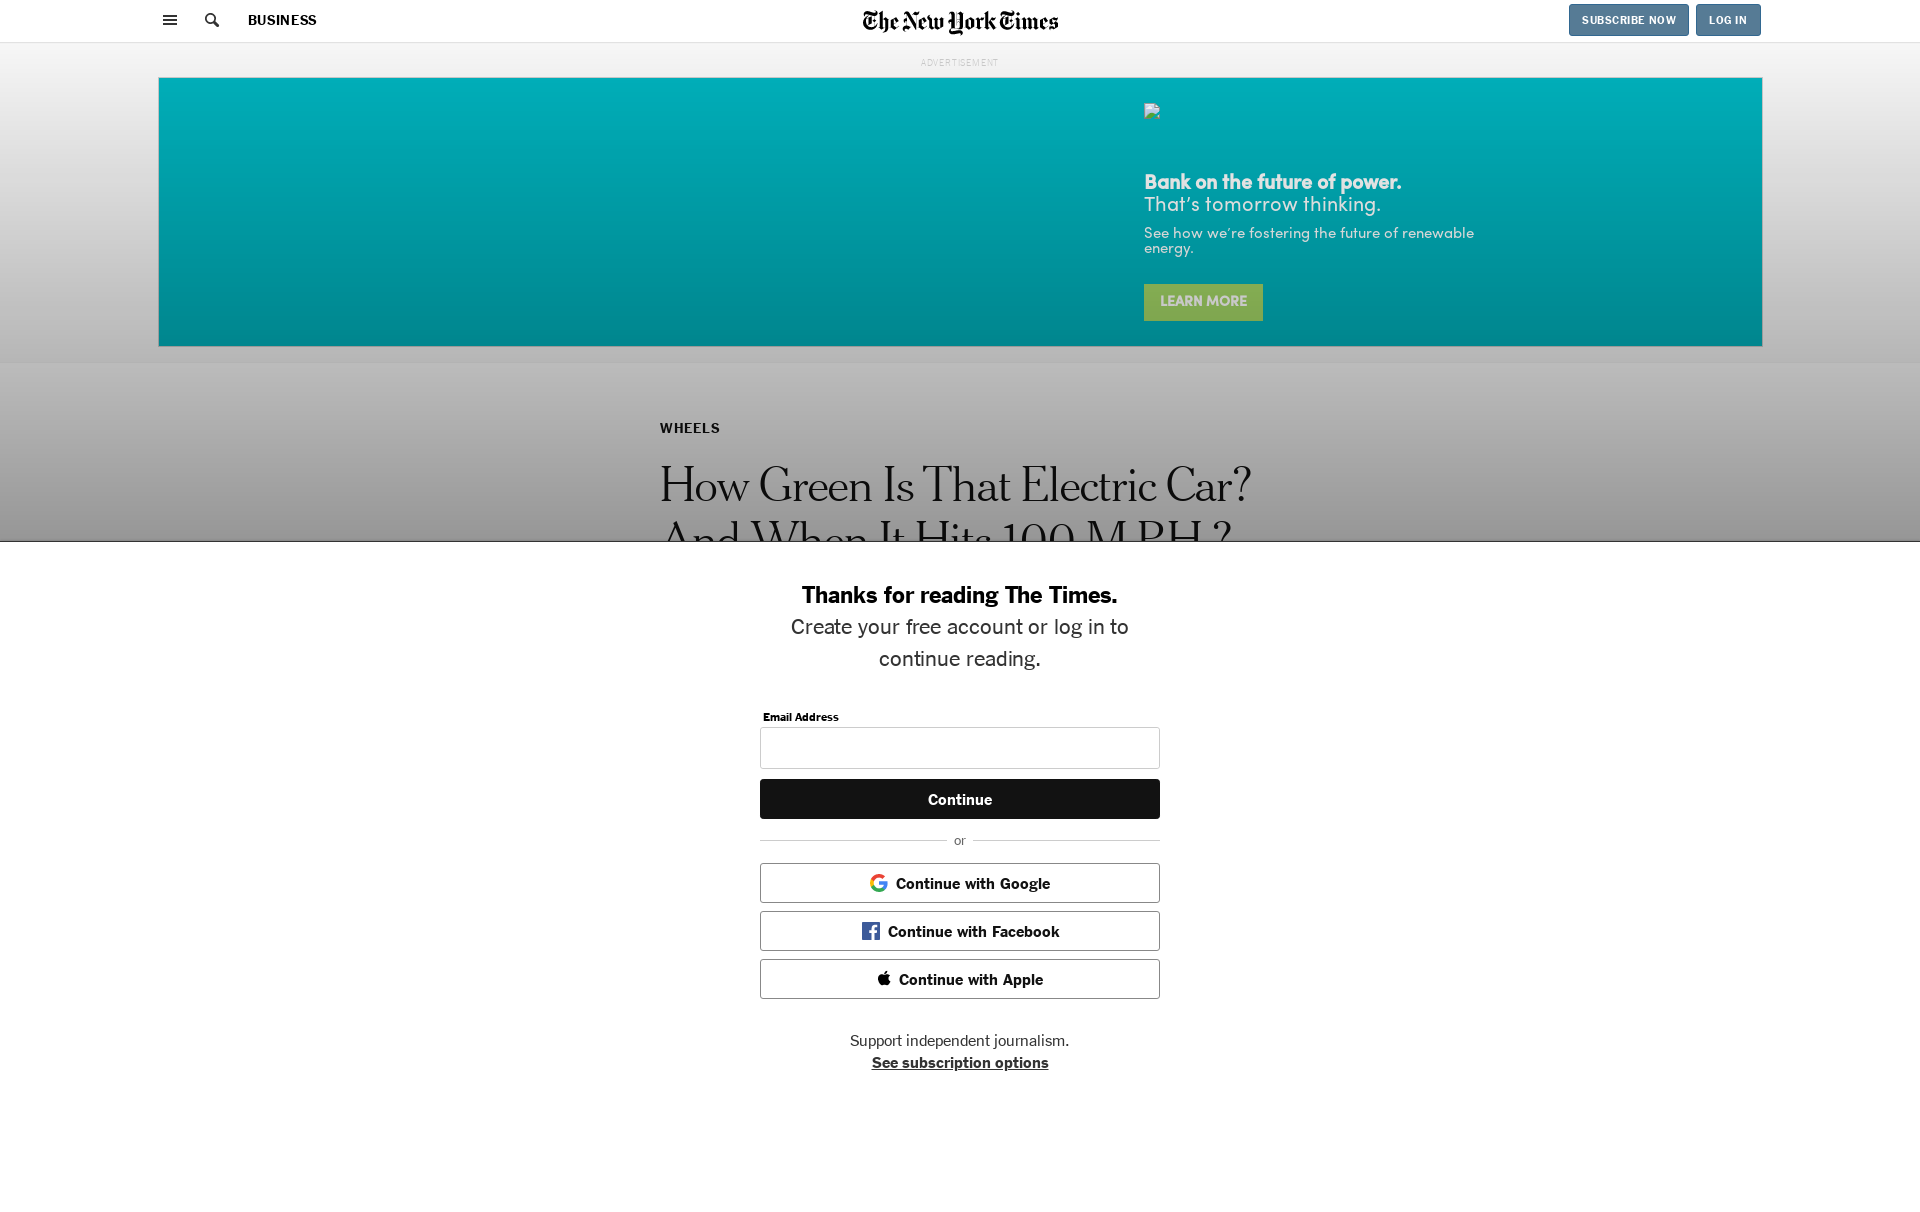 BUSINESS
The New York Times
SUBSCRIBE NOW
LOG IN
ADVERTISEMENT
Bank on the future of power.
That's tomorrow thinking.
See how we're fostering the future of renewable
energy.
LEARN MORE
WHEELS
How Green Is That Electric Car?
And When It Hits 100 M.P.H.?
Thanks for reading The Times.
Create your free account or log in to
continue reading.
Email Address
Continue
or
Continue with Google
Continue with Facebook
Continue with Apple
Support independent journalism.
See subscription options